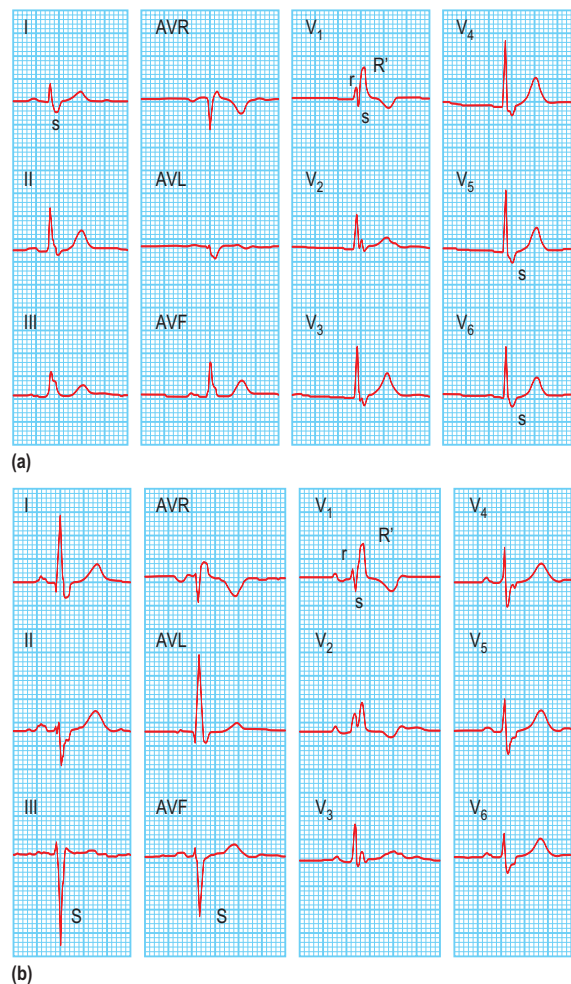 I AVR V1 V4
r R'
s s
II AVL V2 V5
s
III AVF V3 V6
s
(a)
I AVR V1 V4
R'
r
s
II AVL V2 V5
III AVF V3 V6
S S
(b)